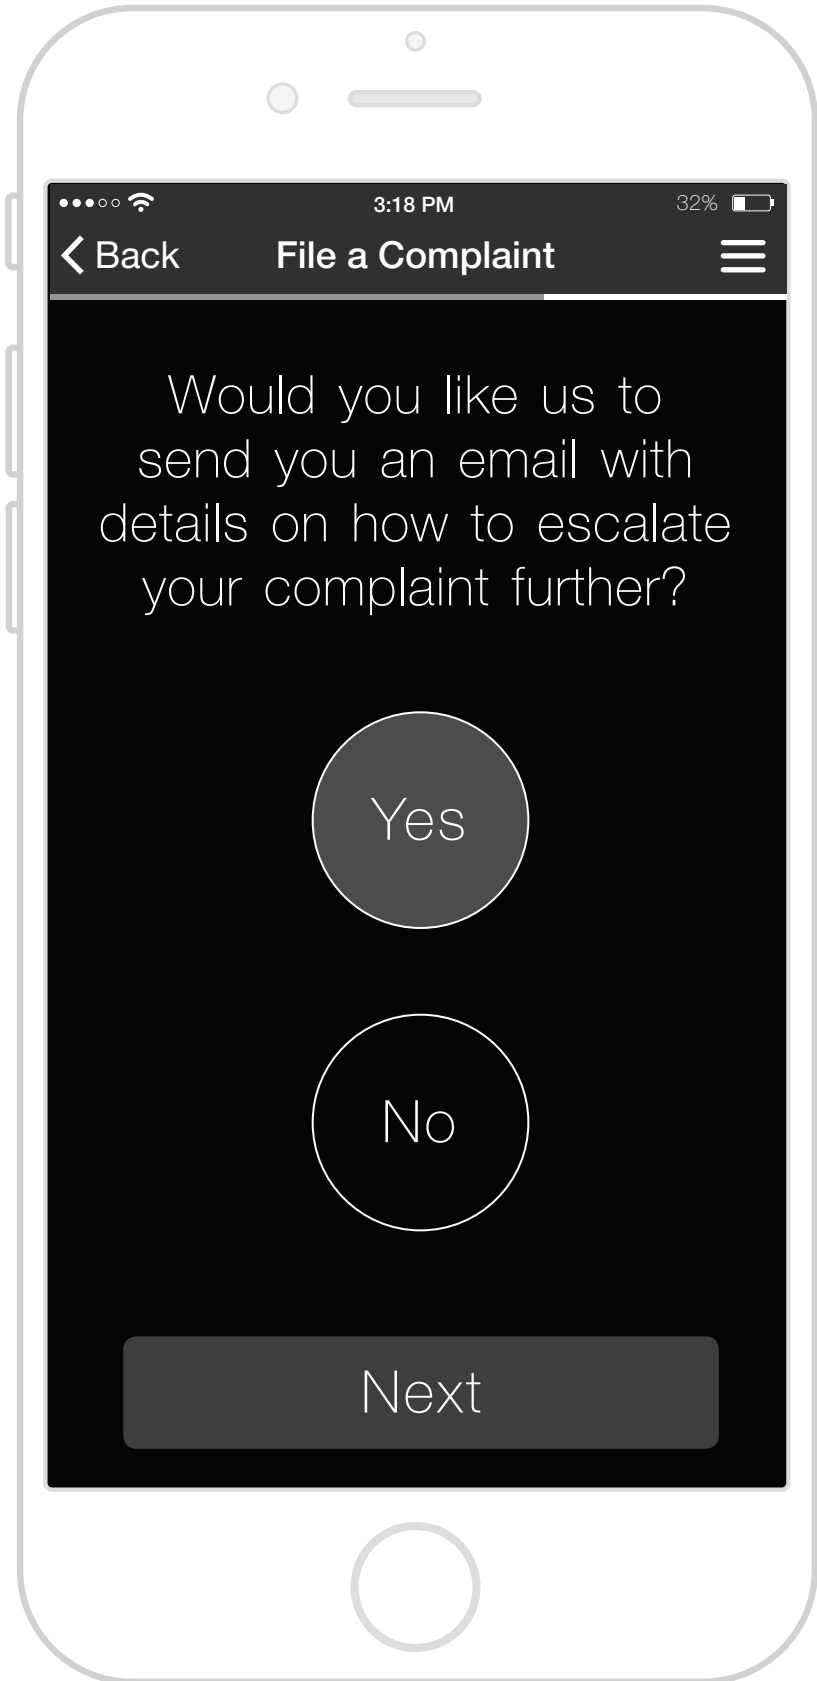 3:18 PM
32%
Back
File a Complaint
Would you like us to
send you an email with
details on how to escalate
your complaint further?
Yes
No
Next